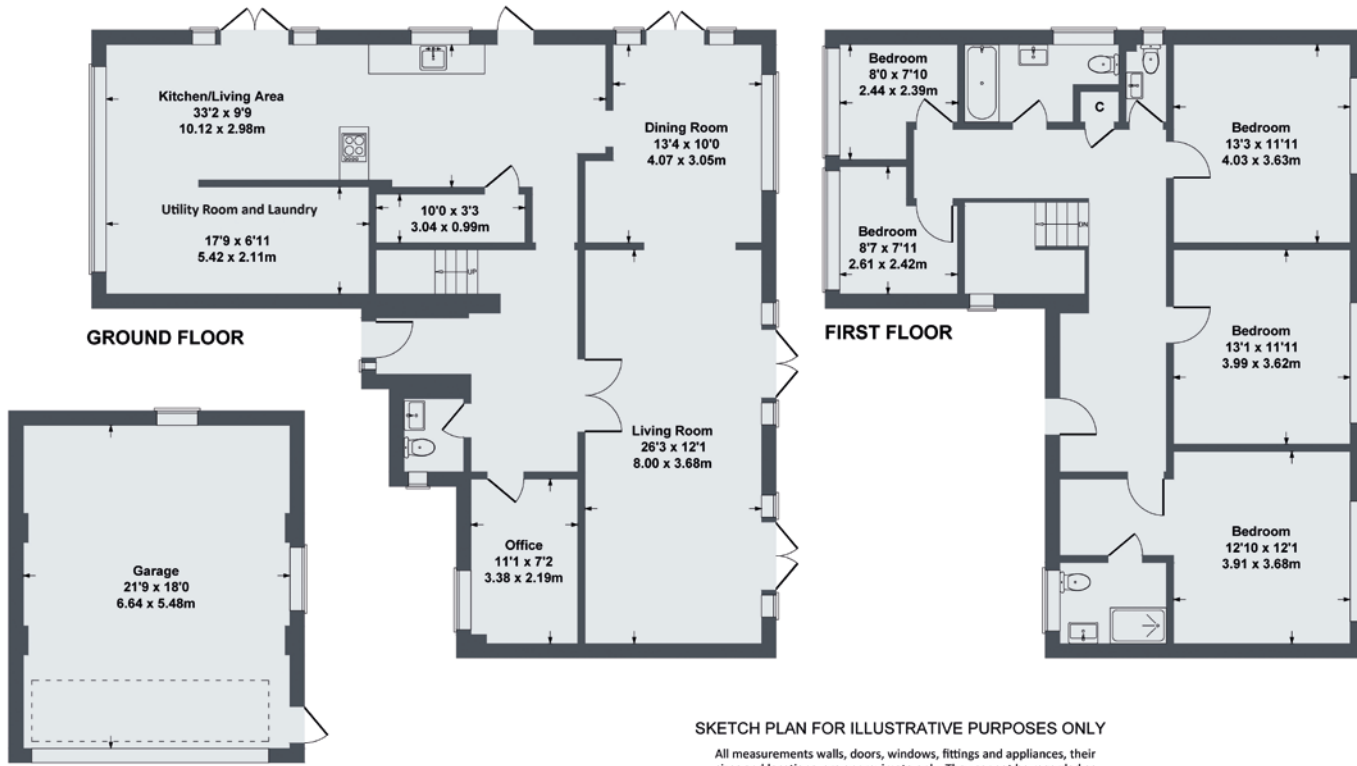 Kitchen/Living Area
33'2 x 9'9
10.12 x 2.98m
Dining Room
13'4 x 10'0
4.07 x 3.05m
Utility Room and Laundry
17'9 x 6'11
5.42 x 2.11m
10'0 x 3'3
3.04 x 0.99m
UP
GROUND FLOOR
Living Room
26'3 x 12'1
8.00 x 3.68m
Office
11'1 x 7'2
3.38 x 2.19m
Garage
21'9 x 18'0
6.64 x 5.48m
Bedroom
8'0 x 7'10
2.44 x 2.39m
C
Bedroom
13'3 x 11'11
4.03 x 3.63m
Bedroom
8'7 x 7'11
2.61 x 2.42m
DN
FIRST FLOOR
Bedroom
13'1 x 11'11
3.99 x 3.62m
Bedroom
12'10 x 12'1
3.91 x 3.68m
SKETCH PLAN FOR ILLUSTRATIVE PURPOSES ONLY
All measurements walls, doors, windows, fittings and appliances, their